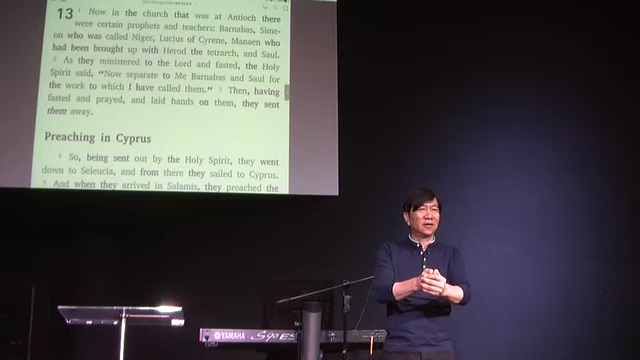 13 1 Now in the church that was at Antioch there
were certain prophets and teachers: Barnabas, Sime-
on who was called Niger, Lucius of Cyrene, Manaen who
had been brought up with Herod the tetrarch, and Saul.
2 As they ministered to the Lord and fasted, the Holy
Spirit said, "Now separate to Me Barnabas and Saul for
the work to which I have called them." 3 Then, having
fasted and prayed, and laid hands on them, they sent
them away.
Preaching in Cyprus
4 So, being sent out by the Holy Spirit, they went
down to Seleucia, and from there they sailed to Cyprus.
5 And when they arrived in Salamis, they preached the
YAMAHA S90ES